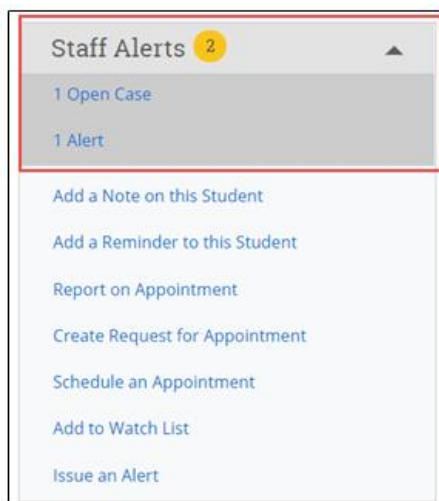 Staff Alerts 2
1 Open Case
1 Alert
Add a Note on this Student
Add a Reminder to this Student
Report on Appointment
Create Request for Appointment
Schedule an Appointment
Add to Watch List
Issue an Alert